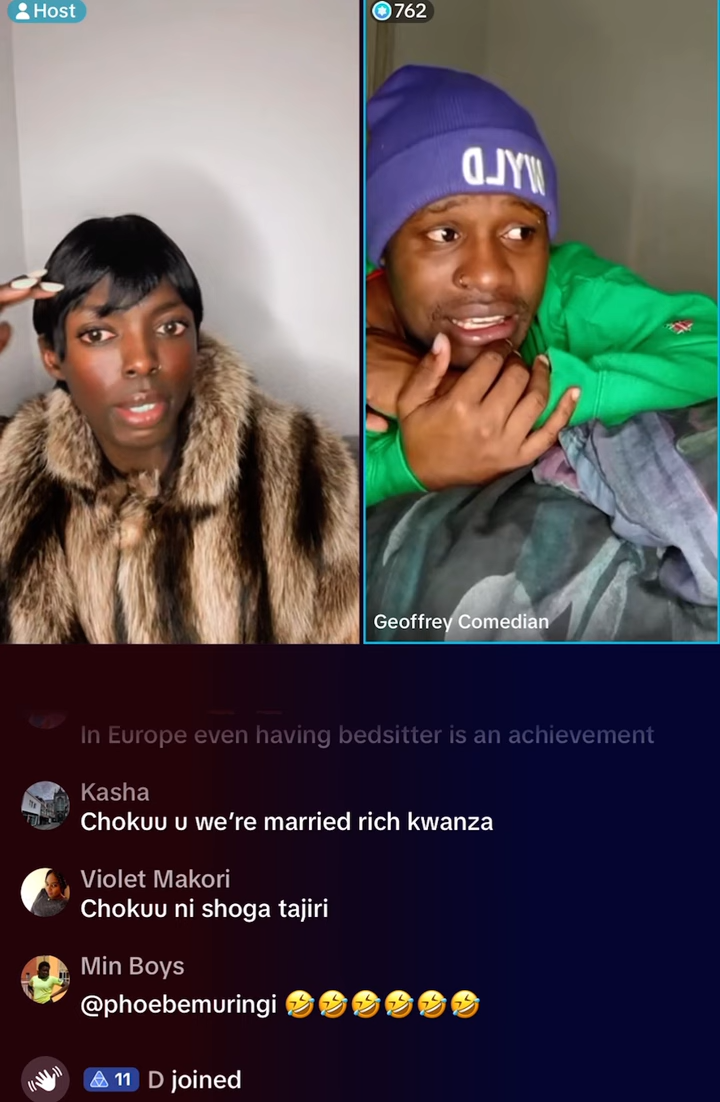 Host
762
WYLD
Geoffrey Comedian
In Europe even having bedsitter is an achievement
Kasha
Chokuu u we’re married rich kwanza
Violet Makori
Chokuu ni shoga tajiri
Min Boys
@phoebemuringi 🤣🤣🤣🤣🤣🤣
11 D joined